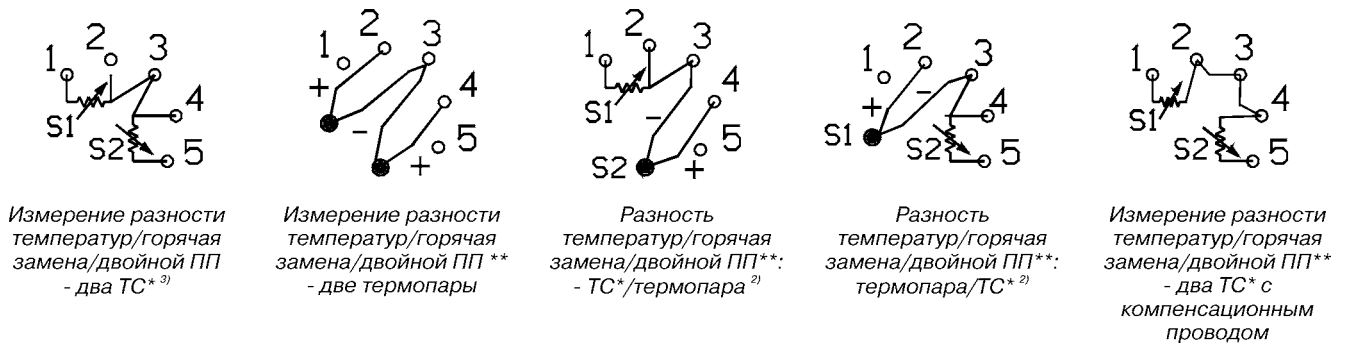 1 2 3 4 5 S1 S2
1 2 3 4 5 + - +
1 2 3 4 5 S1 - S2 +
1 2 3 4 5 + - S1 S2
1 2 3 4 5 S1 S2
Измерение разности
температур/горячая
замена/двойной ПП
- два ТС* ³⁾
Измерение разности
температур/горячая
замена/двойной ПП **
- две термопары
Разность
температур/горячая
замена/двойной ПП**:
- ТС*/термопара ²⁾
Разность
температур/горячая
замена/двойной ПП**:
термопара/ТС* ²⁾
Измерение разности
температур/горячая
замена/двойной ПП**
- два ТС* с
компенсационным
проводом